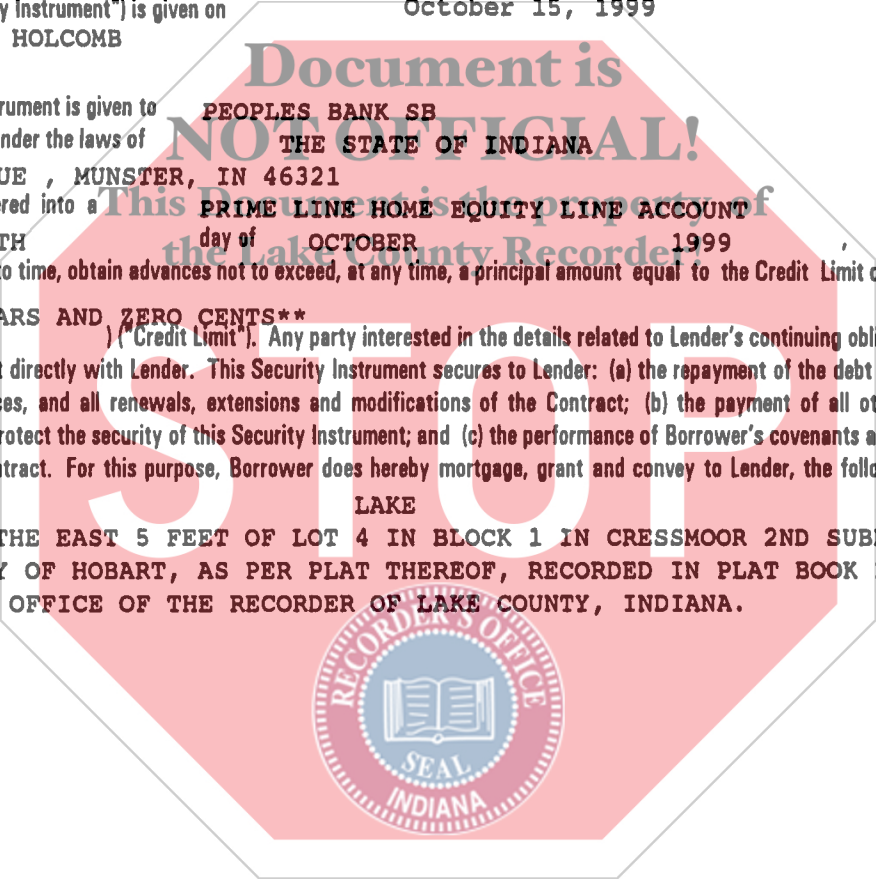 y Instrument") is given on October 15, 1999
HOLCOMB
Document is
rument is given to PEOPLES BANK SB
NOT OFFICIAL!
nder the laws of THE STATE OF INDIANA
UE , MUNSTER, IN 46321
This Document is the property of
ered into a PRIME LINE HOME EQUITY LINE ACCOUNT
TH day of OCTOBER 1999 ,
the Lake County Recorder!
to time, obtain advances not to exceed, at any time, a principal amount equal to the Credit Limit o
ARS AND ZERO CENTS**
) ("Credit Limit"). Any party interested in the details related to Lender's continuing obli
t directly with Lender. This Security Instrument secures to Lender: (a) the repayment of the debt
ces, and all renewals, extensions and modifications of the Contract; (b) the payment of all ot
rotect the security of this Security Instrument; and (c) the performance of Borrower's covenants a
ntract. For this purpose, Borrower does hereby mortgage, grant and convey to Lender, the follo
STOP
LAKE
THE EAST 5 FEET OF LOT 4 IN BLOCK 1 IN CRESSMOOR 2ND SUB
Y OF HOBART, AS PER PLAT THEREOF, RECORDED IN PLAT BOOK
OFFICE OF THE RECORDER OF LAKE COUNTY, INDIANA.
RECORDER'S OFFICE
SEAL
INDIANA